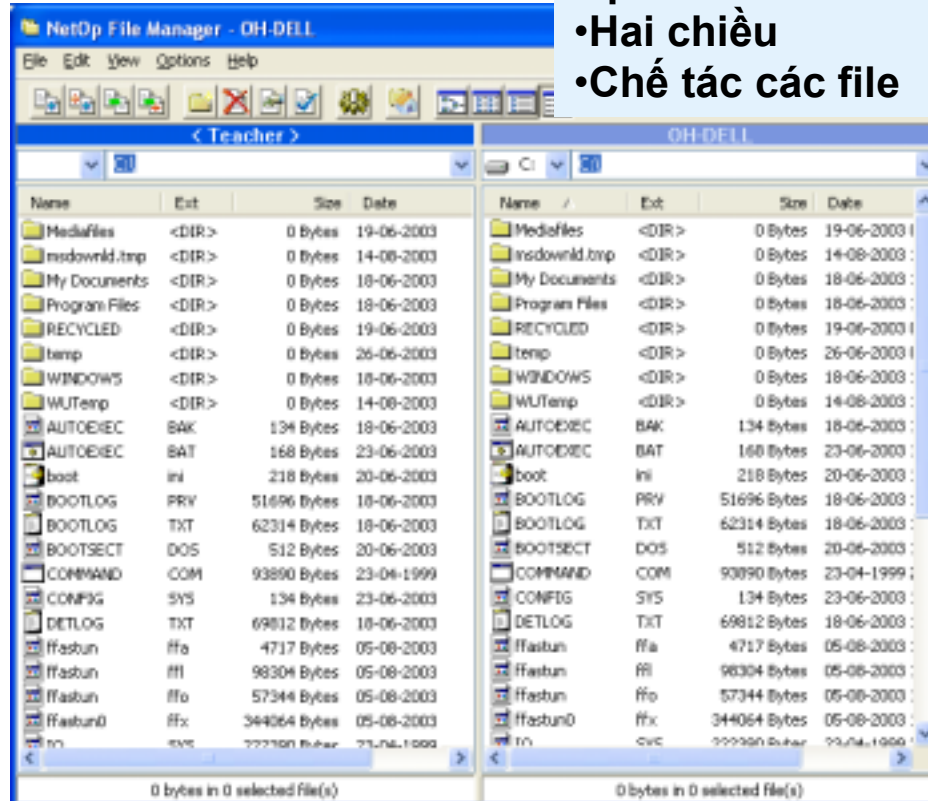 NetOp File Manager - OH-DELL
•Hai chiều
•Chế tác các file
File Edit View Options Help
< Teacher >
OH-DELL
C:\
C: C:\
Name Ext Size Date
Mediafiles <DIR> 0 Bytes 19-06-2003
msdownld.tmp <DIR> 0 Bytes 14-08-2003
My Documents <DIR> 0 Bytes 18-06-2003
Program Files <DIR> 0 Bytes 18-06-2003
RECYCLED <DIR> 0 Bytes 19-06-2003
temp <DIR> 0 Bytes 26-06-2003
WINDOWS <DIR> 0 Bytes 18-06-2003
WUTemp <DIR> 0 Bytes 14-08-2003
AUTOEXEC BAK 134 Bytes 18-06-2003
AUTOEXEC BAT 168 Bytes 23-06-2003
boot ini 218 Bytes 20-06-2003
BOOTLOG PRV 51696 Bytes 18-06-2003
BOOTLOG TXT 62314 Bytes 18-06-2003
BOOTSECT DOS 512 Bytes 20-06-2003
COMMAND COM 93890 Bytes 23-04-1999
CONFIG SYS 134 Bytes 23-06-2003
DETLOG TXT 69812 Bytes 18-06-2003
ffastun ffa 4717 Bytes 05-08-2003
ffastun ffl 98304 Bytes 05-08-2003
ffastun ffo 57344 Bytes 05-08-2003
ffastun0 ffx 344064 Bytes 05-08-2003
IO SYS 222390 Bytes 23-04-1999
0 bytes in 0 selected file(s)
Name Ext Size Date
Mediafiles <DIR> 0 Bytes 19-06-2003
msdownld.tmp <DIR> 0 Bytes 14-08-2003
My Documents <DIR> 0 Bytes 18-06-2003
Program Files <DIR> 0 Bytes 18-06-2003
RECYCLED <DIR> 0 Bytes 19-06-2003
temp <DIR> 0 Bytes 26-06-2003
WINDOWS <DIR> 0 Bytes 18-06-2003
WUTemp <DIR> 0 Bytes 14-08-2003
AUTOEXEC BAK 134 Bytes 18-06-2003
AUTOEXEC BAT 168 Bytes 23-06-2003
boot ini 218 Bytes 20-06-2003
BOOTLOG PRV 51696 Bytes 18-06-2003
BOOTLOG TXT 62314 Bytes 18-06-2003
BOOTSECT DOS 512 Bytes 20-06-2003
COMMAND COM 93890 Bytes 23-04-1999
CONFIG SYS 134 Bytes 23-06-2003
DETLOG TXT 69812 Bytes 18-06-2003
ffastun ffa 4717 Bytes 05-08-2003
ffastun ffl 98304 Bytes 05-08-2003
ffastun ffo 57344 Bytes 05-08-2003
ffastun0 ffx 344064 Bytes 05-08-2003
IO SYS 222390 Bytes 23-04-1999
0 bytes in 0 selected file(s)